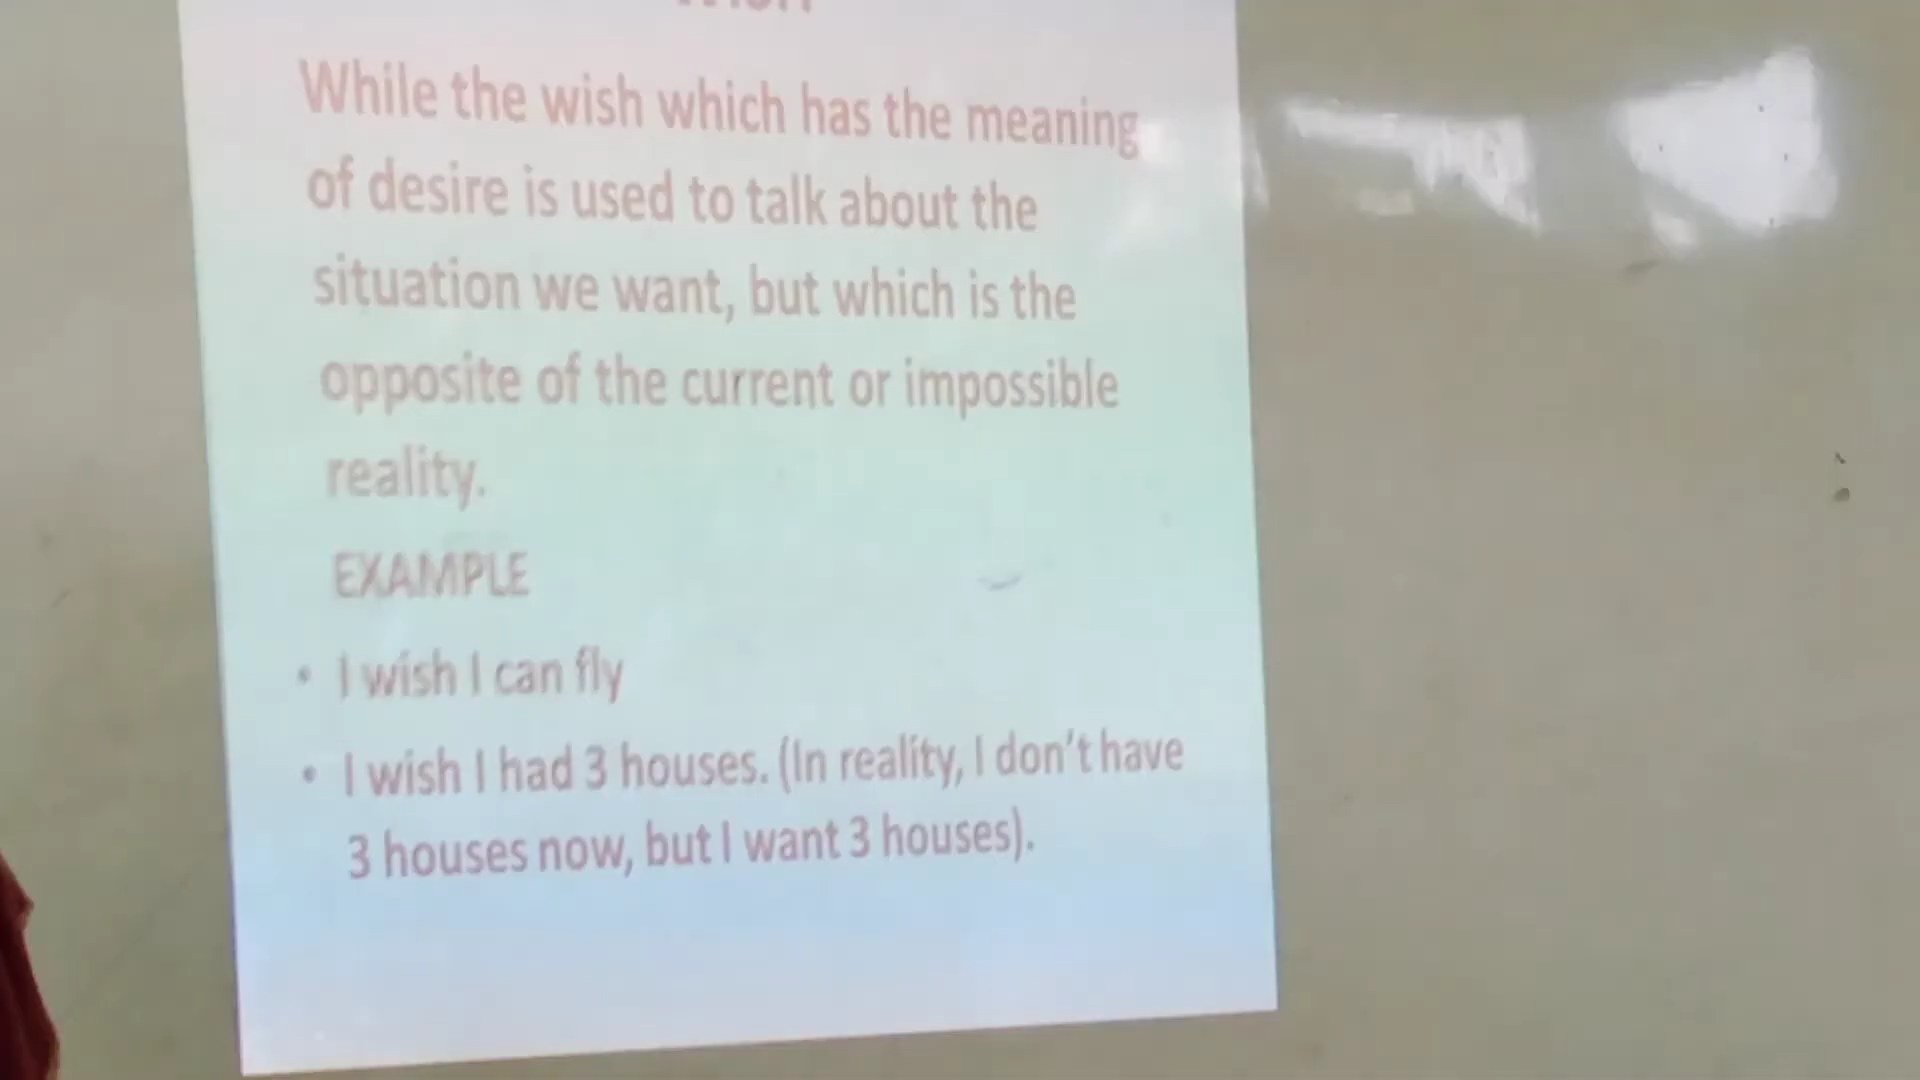 While the wish which has the meaning
of desire is used to talk about the
situation we want, but which is the
opposite of the current or impossible
reality.
EXAMPLE
• I wish I can fly
• I wish I had 3 houses. (In reality, I don't have
3 houses now, but I want 3 houses).